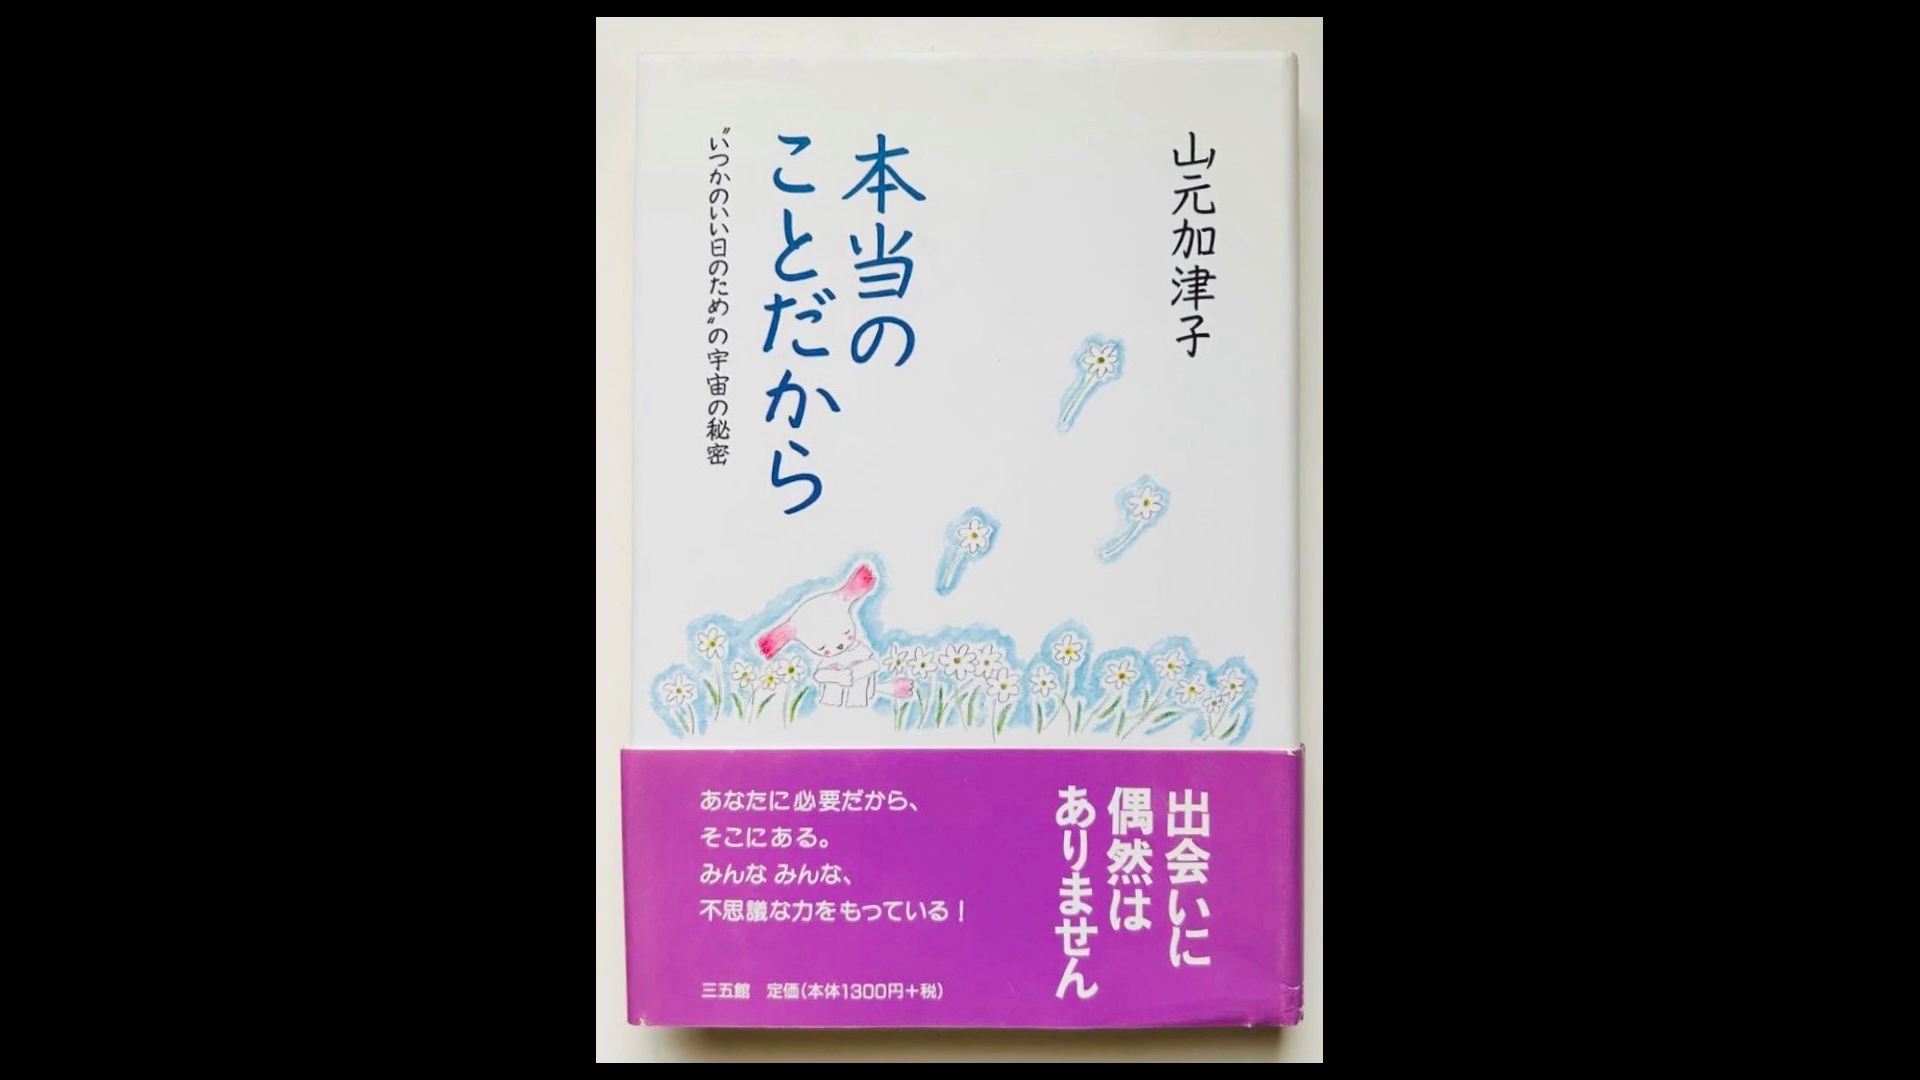 山元加津子
本当の
ことだから
〝いつかのいい日のため〟の宇宙の秘密
出会いに
偶然は
ありません
あなたに必要だから、
そこにある。
みんな みんな、
不思議な力をもっている！
三五館　定価(本体1300円+税)